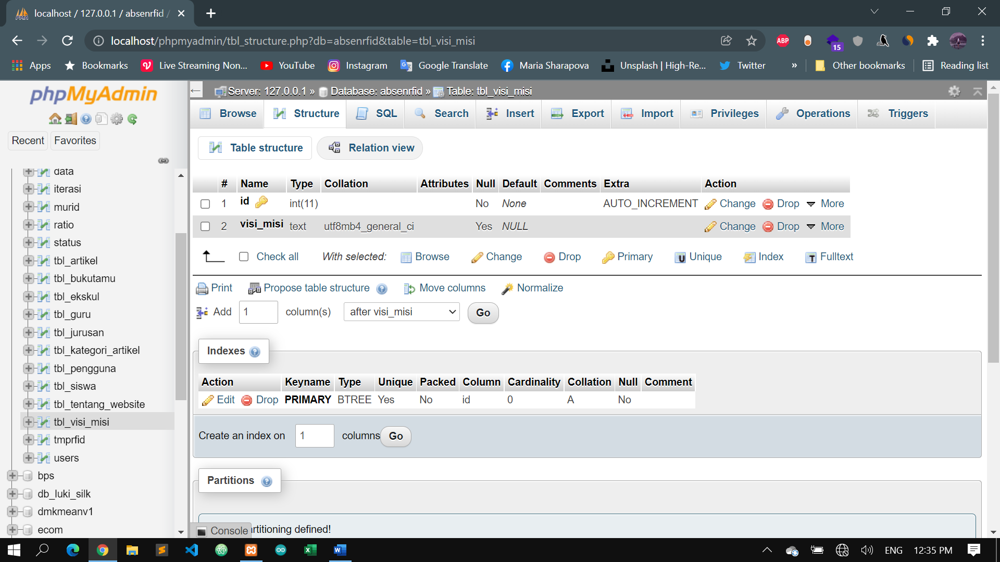 localhost / 127.0.0.1 / absenrfid /
localhost/phpmyadmin/tbl_structure.php?db=absenrfid&table=tbl_visi_misi
ABP
15
Apps Bookmarks Live Streaming Non... YouTube Instagram Google Translate Maria Sharapova Unsplash | High-Re... Twitter » Other bookmarks Reading list
phpMyAdmin
Recent Favorites
data
iterasi
murid
ratio
status
tbl_artikel
tbl_bukutamu
tbl_ekskul
tbl_guru
tbl_jurusan
tbl_kategori_artikel
tbl_pengguna
tbl_siswa
tbl_tentang_website
tbl_visi_misi
tmprfid
users
bps
db_luki_silk
dmkmeanv1
ecom
Server: 127.0.0.1 » Database: absenrfid » Table: tbl_visi_misi
Browse Structure SQL Search Insert Export Import Privileges Operations Triggers
Table structure Relation view
# Name Type Collation Attributes Null Default Comments Extra Action
1 id int(11) No None AUTO_INCREMENT Change Drop More
2 visi_misi text utf8mb4_general_ci Yes NULL Change Drop More
Check all With selected: Browse Change Drop Primary Unique Index Fulltext
Print Propose table structure Move columns Normalize
Add 1 column(s) after visi_misi Go
Indexes
Action Keyname Type Unique Packed Column Cardinality Collation Null Comment
Edit Drop PRIMARY BTREE Yes No id 0 A No
Create an index on 1 columns Go
Partitions
Console artitioning defined!
ENG 12:35 PM